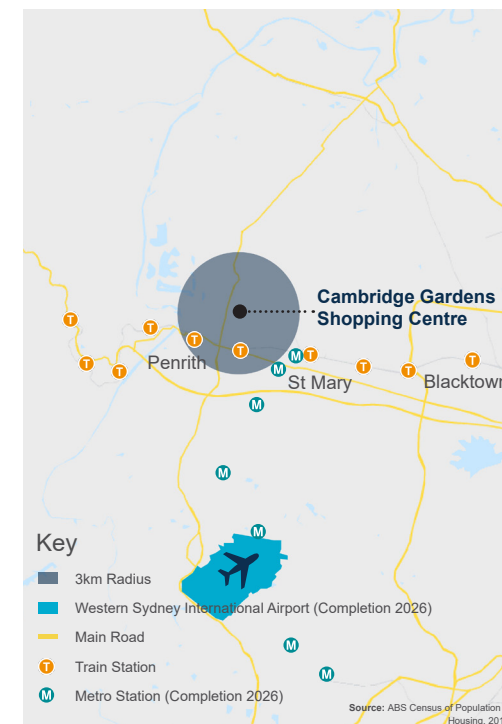 Cambridge Gardens
Shopping Centre
T
T
T
T
T
T
M
T
T
T
T
M
Penrith
St Mary
Blacktown
M
M
M
Key
3km Radius
Western Sydney International Airport (Completion 2026)
Main Road
T Train Station
M
M Metro Station (Completion 2026)
M
Source: ABS Census of Population
Housing, 201